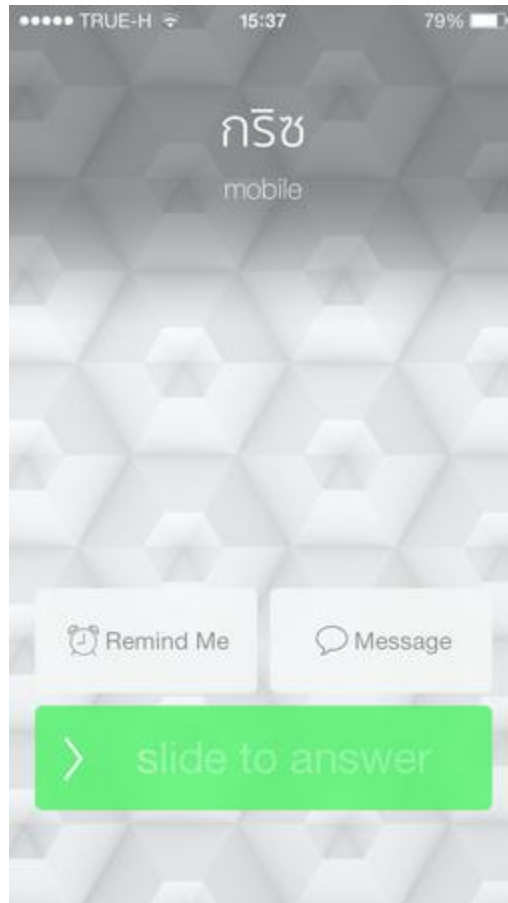 TRUE-H 15:37 79%
กริช
mobile
Remind Me Message
slide to answer